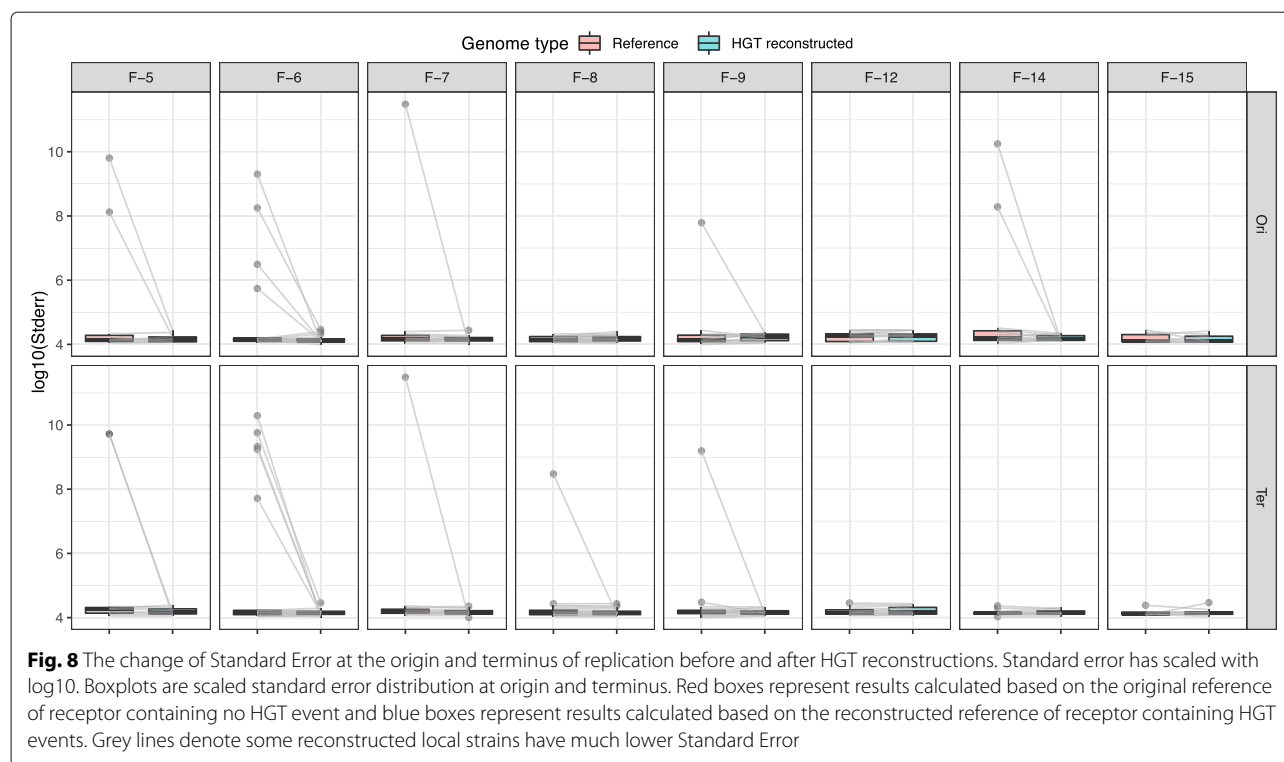 Genome type Reference HGT reconstructed
F−5 F−6 F−7 F−8 F−9 F−12 F−14 F−15
10
8
6
4
Ori
log10(Stderr)
10
8
6
4
Ter
Fig. 8 The change of Standard Error at the origin and terminus of replication before and after HGT reconstructions. Standard error has scaled with
log10. Boxplots are scaled standard error distribution at origin and terminus. Red boxes represent results calculated based on the original reference
of receptor containing no HGT event and blue boxes represent results calculated based on the reconstructed reference of receptor containing HGT
events. Grey lines denote some reconstructed local strains have much lower Standard Error